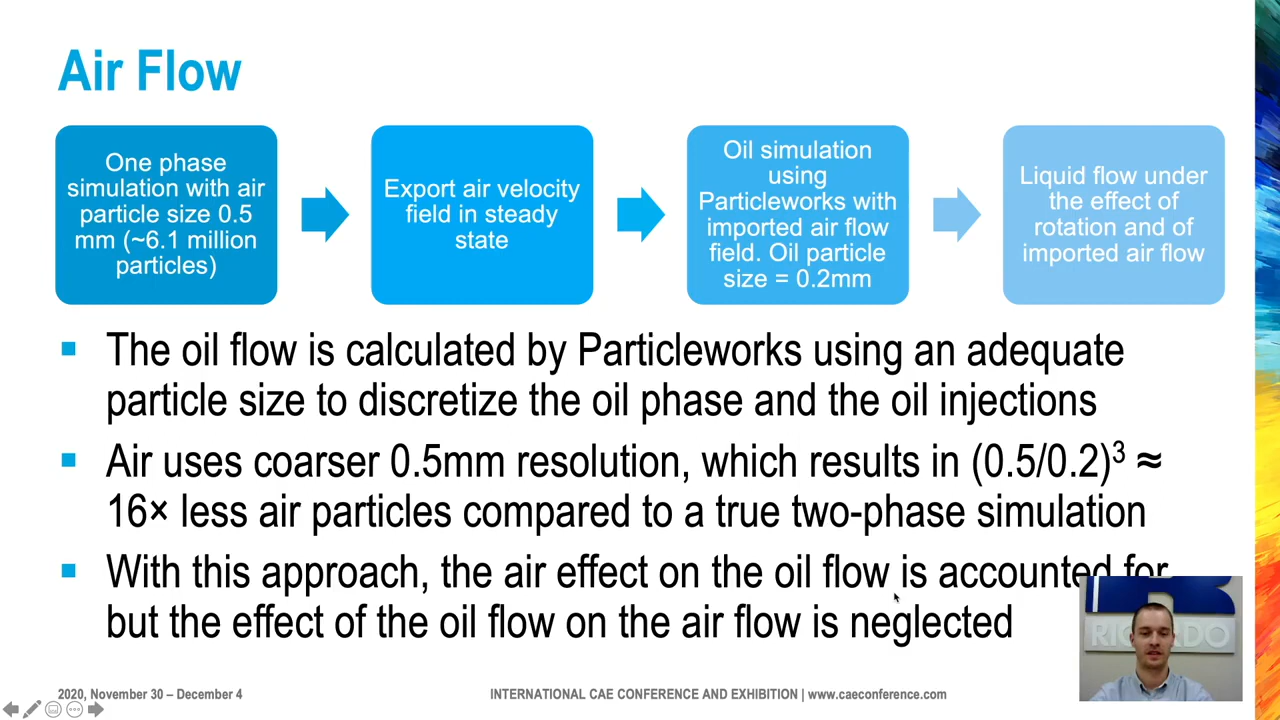 Air Flow
One phase
simulation with air
particle size 0.5
mm (~6.1 million
particles)
Export air velocity
field in steady
state
Oil simulation
using
Particleworks with
imported air flow
field. Oil particle
size = 0.2mm
Liquid flow under
the effect of
rotation and of
imported air flow
▪ The oil flow is calculated by Particleworks using an adequate
particle size to discretize the oil phase and the oil injections
▪ Air uses coarser 0.5mm resolution, which results in (0.5/0.2)³ ≈
16× less air particles compared to a true two-phase simulation
▪ With this approach, the air effect on the oil flow is accounted for
but the effect of the oil flow on the air flow is neglected
RICARDO
2020, November 30 – December 4
INTERNATIONAL CAE CONFERENCE AND EXHIBITION | www.caeconference.com